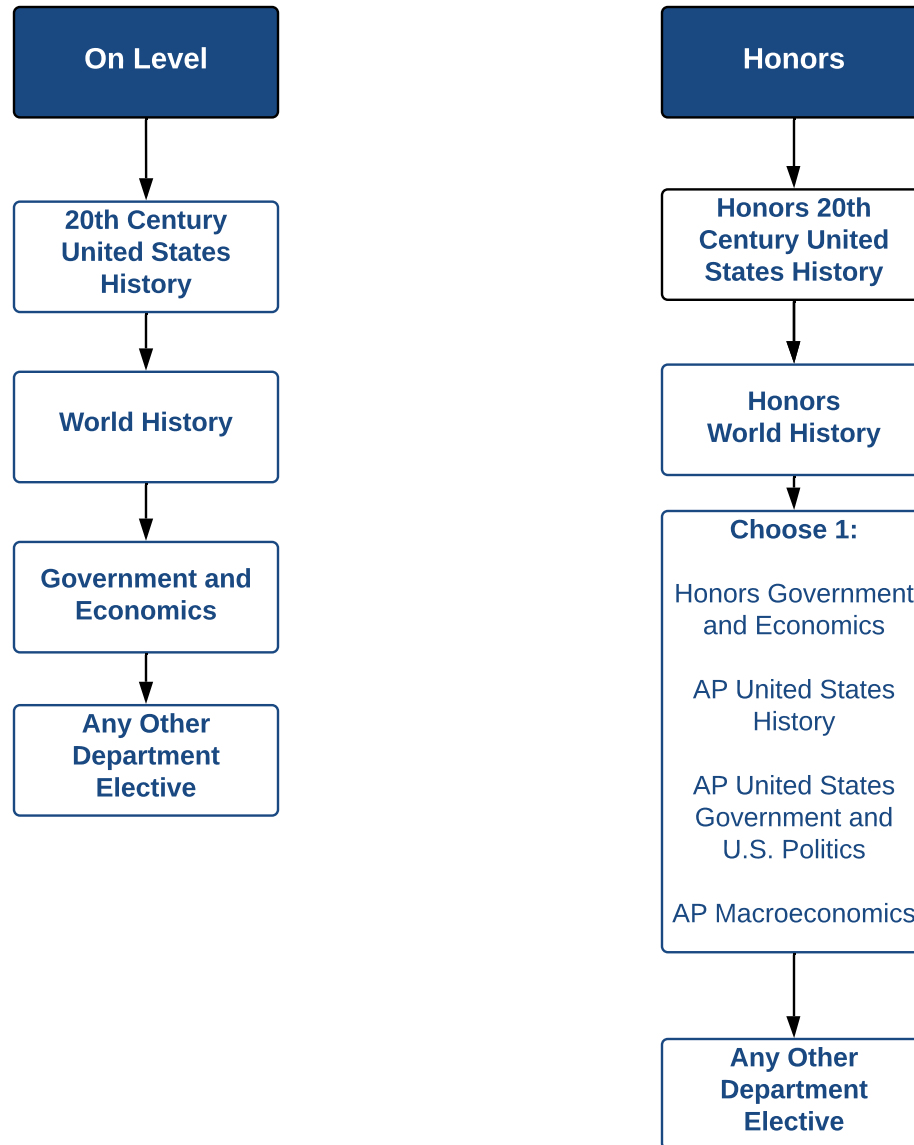 On Level
20th Century
United States
History
World History
Government and
Economics
Any Other
Department
Elective
Honors
Honors 20th
Century United
States History
Honors
World History
Choose 1:
Honors Government
and Economics
AP United States
History
AP United States
Government and
U.S. Politics
AP Macroeconomics
Any Other
Department
Elective